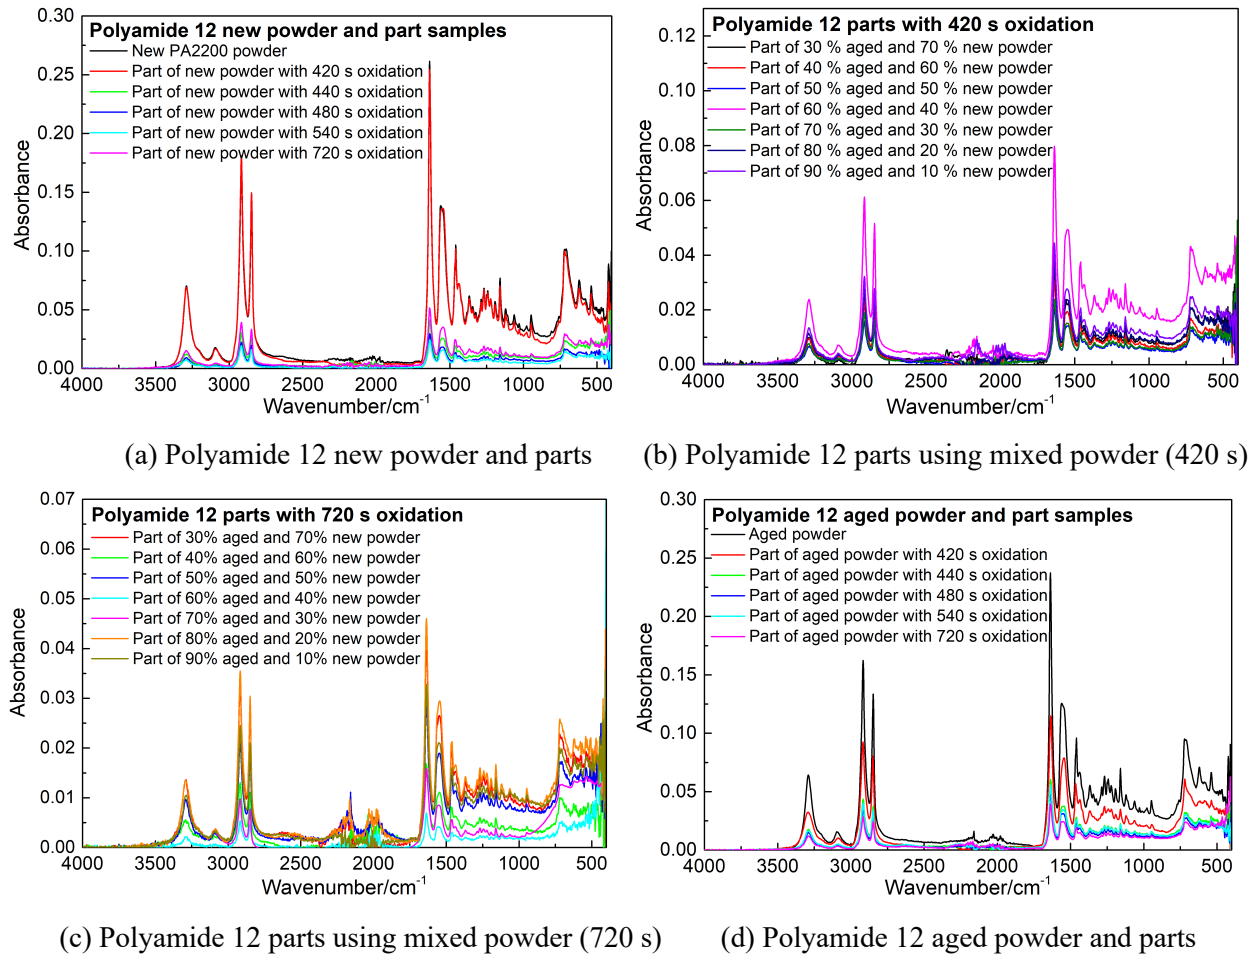 Polyamide 12 new powder and part samples
New PA2200 powder
Part of new powder with 420 s oxidation
Part of new powder with 440 s oxidation
Part of new powder with 480 s oxidation
Part of new powder with 540 s oxidation
Part of new powder with 720 s oxidation
0.30
0.25
0.20
0.15
0.10
0.05
0.00
Absorbance
4000 3500 3000 2500 2000 1500 1000 500
Wavenumber/cm⁻¹
(a) Polyamide 12 new powder and parts
Polyamide 12 parts with 420 s oxidation
Part of 30 % aged and 70 % new powder
Part of 40 % aged and 60 % new powder
Part of 50 % aged and 50 % new powder
Part of 60 % aged and 40 % new powder
Part of 70 % aged and 30 % new powder
Part of 80 % aged and 20 % new powder
Part of 90 % aged and 10 % new powder
0.12
0.10
0.08
0.06
0.04
0.02
0.00
Absorbance
4000 3500 3000 2500 2000 1500 1000 500
Wavenumber/cm⁻¹
(b) Polyamide 12 parts using mixed powder (420 s)
Polyamide 12 parts with 720 s oxidation
Part of 30% aged and 70% new powder
Part of 40% aged and 60% new powder
Part of 50% aged and 50% new powder
Part of 60% aged and 40% new powder
Part of 70% aged and 30% new powder
Part of 80% aged and 20% new powder
Part of 90% aged and 10% new powder
0.07
0.06
0.05
0.04
0.03
0.02
0.01
0.00
Absorbance
4000 3500 3000 2500 2000 1500 1000 500
Wavenumber/cm⁻¹
(c) Polyamide 12 parts using mixed powder (720 s)
Polyamide 12 aged powder and part samples
Aged powder
Part of aged powder with 420 s oxidation
Part of aged powder with 440 s oxidation
Part of aged powder with 480 s oxidation
Part of aged powder with 540 s oxidation
Part of aged powder with 720 s oxidation
0.30
0.25
0.20
0.15
0.10
0.05
0.00
Absorbance
4000 3500 3000 2500 2000 1500 1000 500
Wavenumber/cm⁻¹
(d) Polyamide 12 aged powder and parts